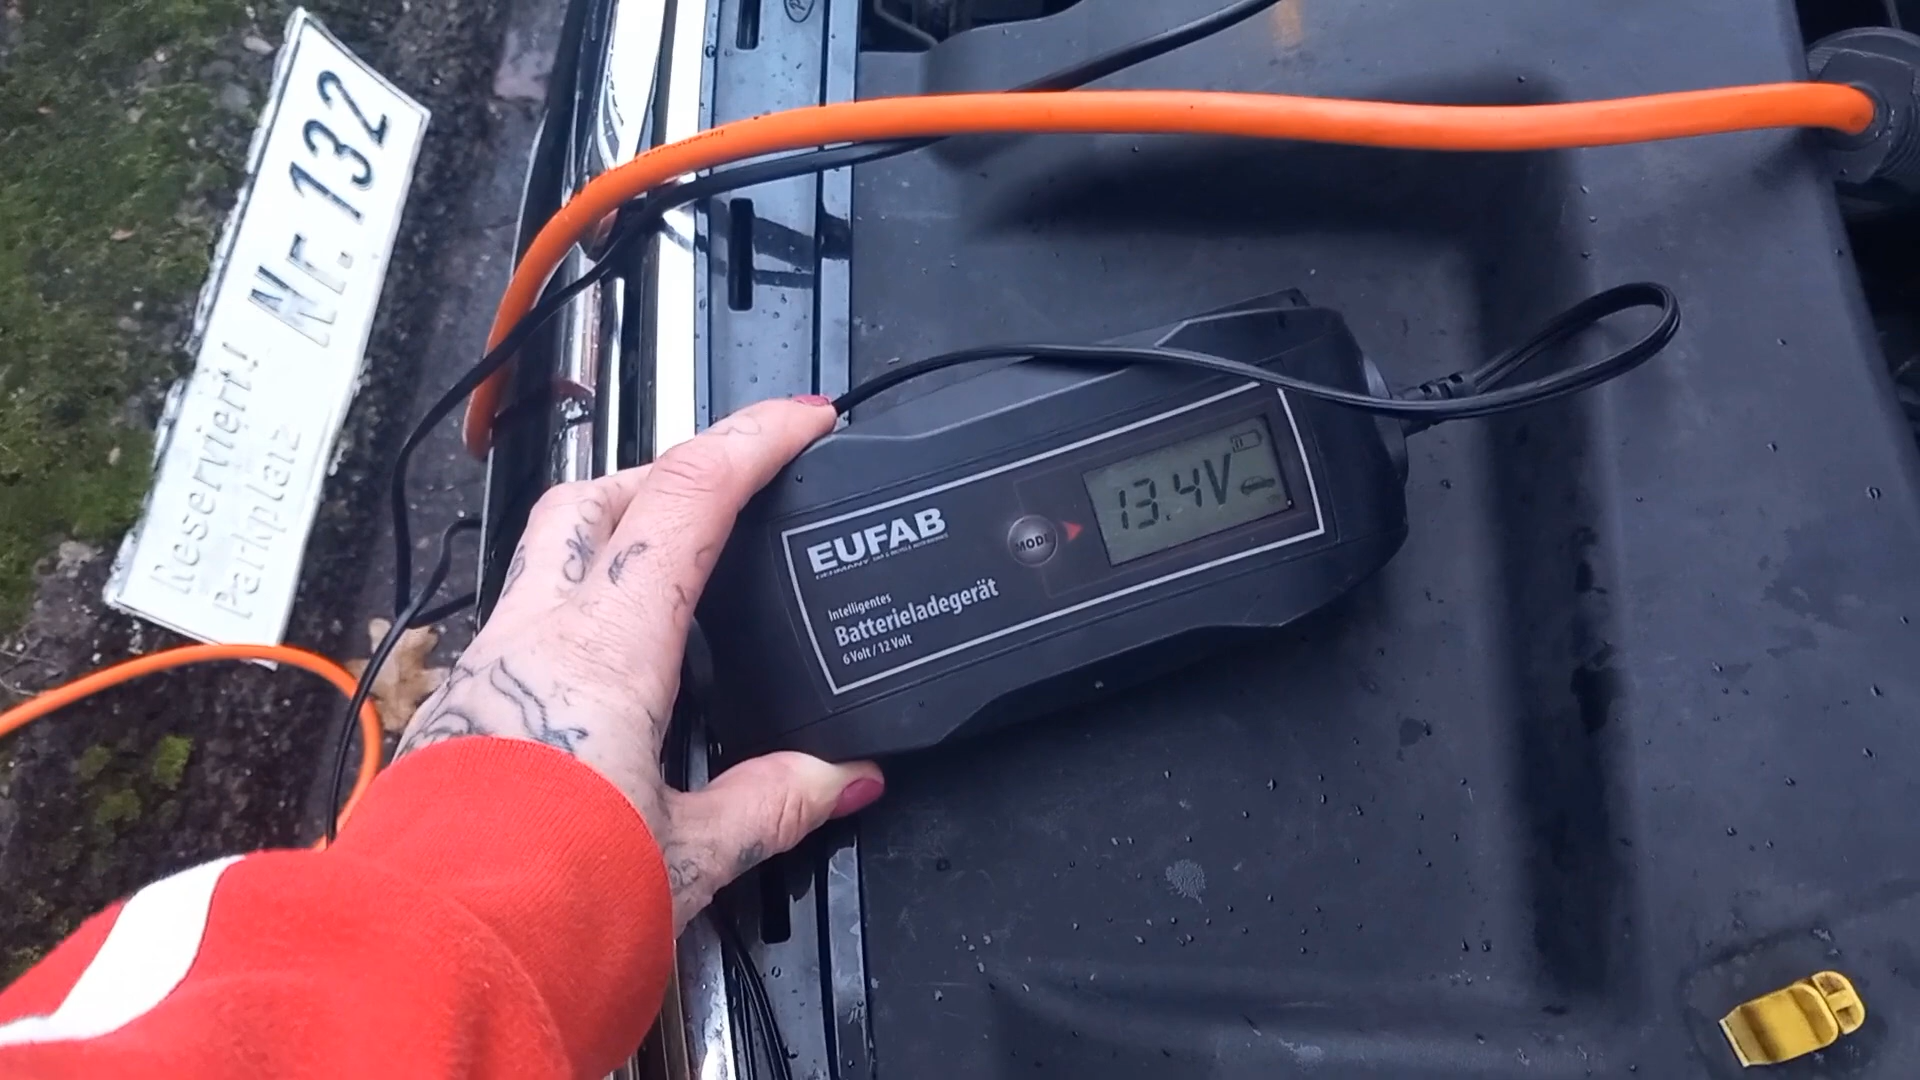 Reserviert!
Parkplatz
Nr. 132
EUFAB
Intelligentes
Batterieladegerät
6 Volt / 12 Volt
MODE
13.4V